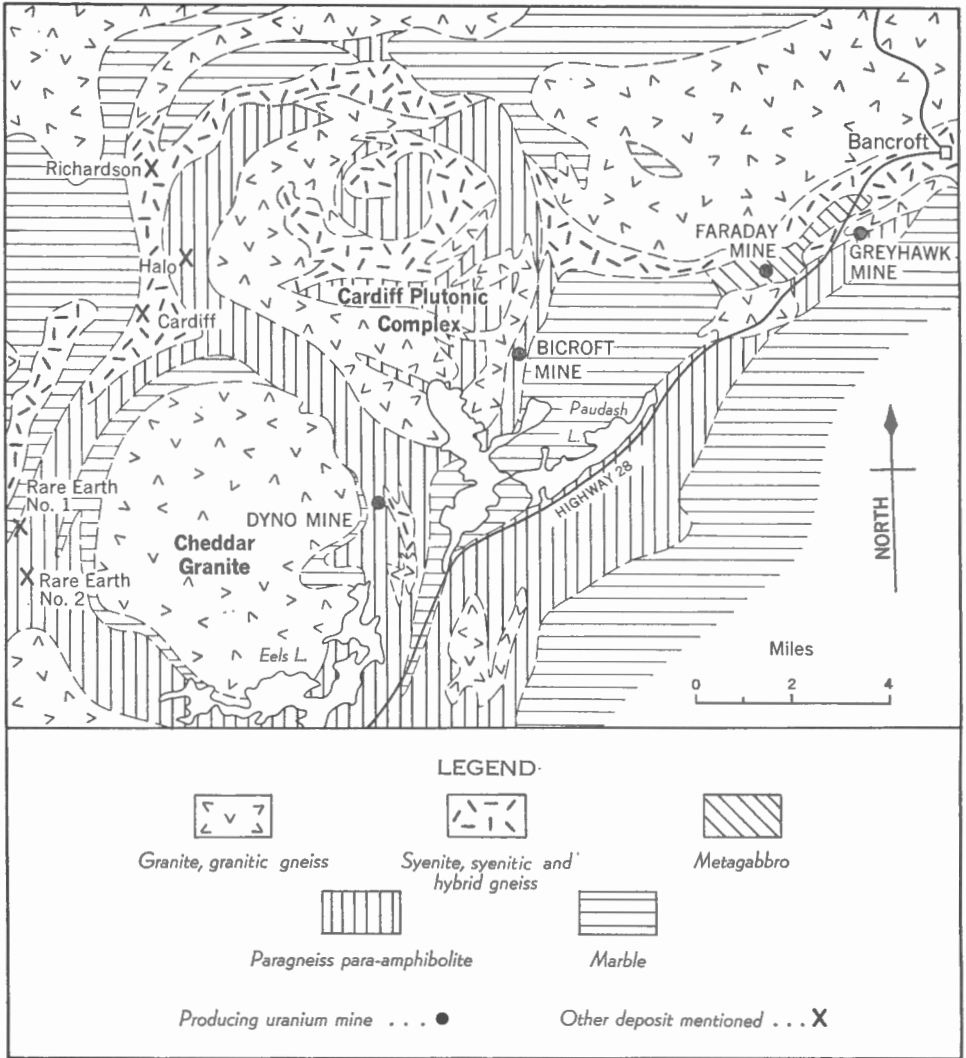 Bancroft
Richardson
FARADAY
MINE
GREYHAWK
MINE
Halo
Cardiff Plutonic
Complex
Cardiff
BICROFT
MINE
Paudash
L.
HIGHWAY 28
Rare Earth
No. 1
DYNO MINE
Cheddar
Granite
NORTH
Rare Earth
No. 2
Eels L.
Miles
0 2 4
LEGEND
Granite, granitic gneiss
Syenite, syenitic and
hybrid gneiss
Metagabbro
Paragneiss para-amphibolite
Marble
Producing uranium mine . . . ●
Other deposit mentioned . . . X